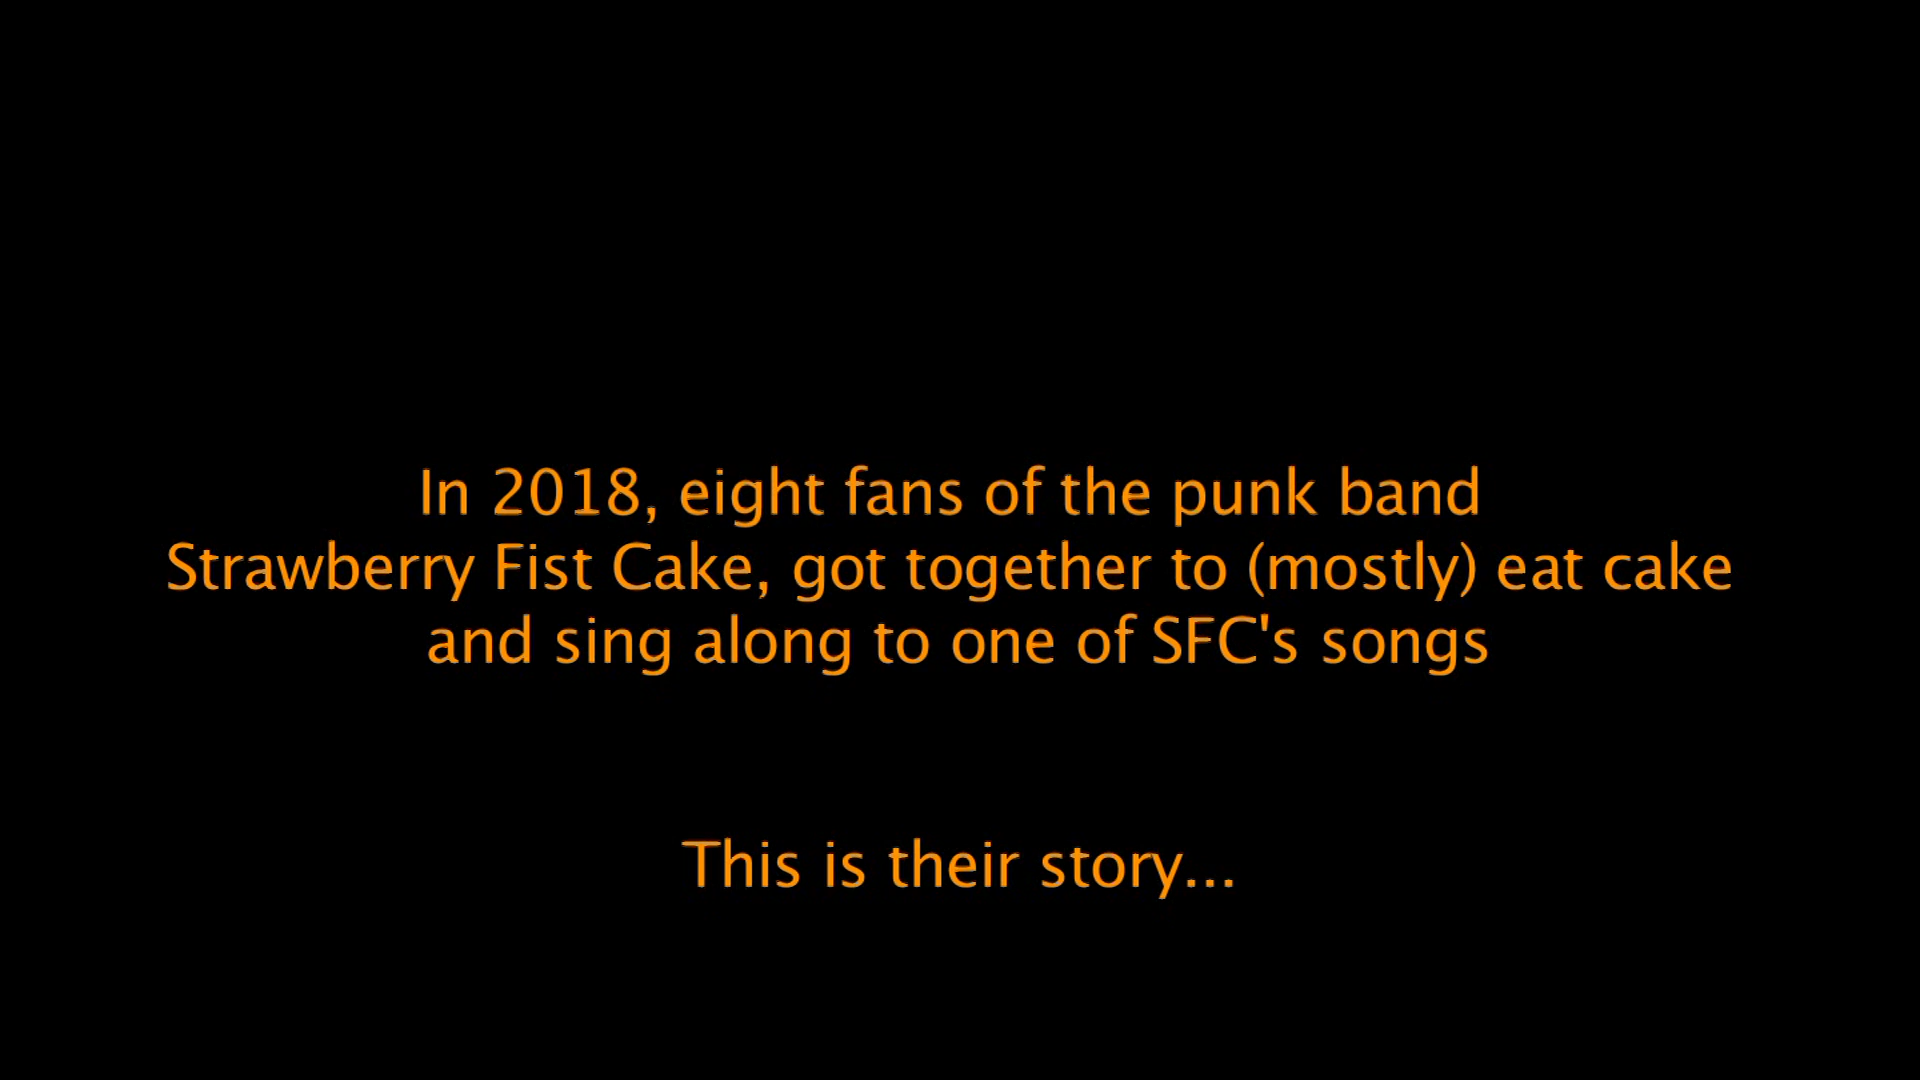 In 2018, eight fans of the punk band
Strawberry Fist Cake, got together to (mostly) eat cake
and sing along to one of SFC's songs
This is their story...